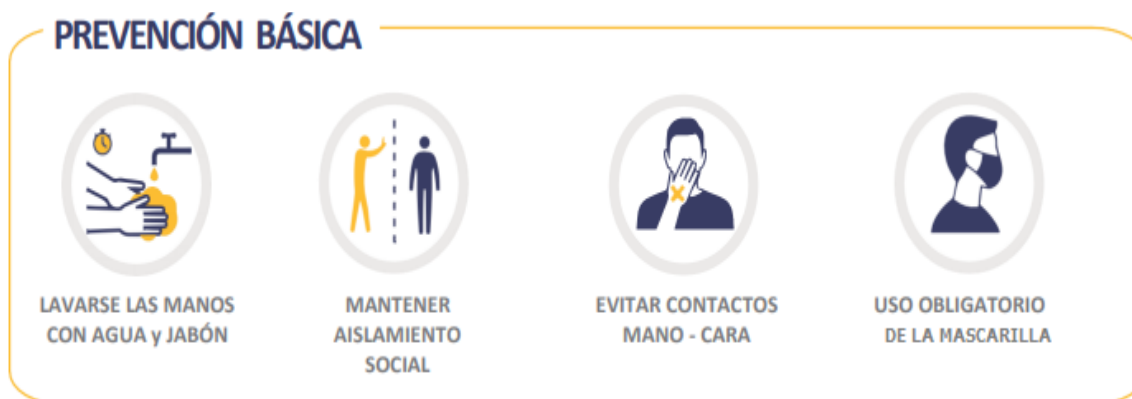 PREVENCIÓN BÁSICA
LAVARSE LAS MANOS
CON AGUA y JABÓN
MANTENER
AISLAMIENTO
SOCIAL
EVITAR CONTACTOS
MANO - CARA
USO OBLIGATORIO
DE LA MASCARILLA